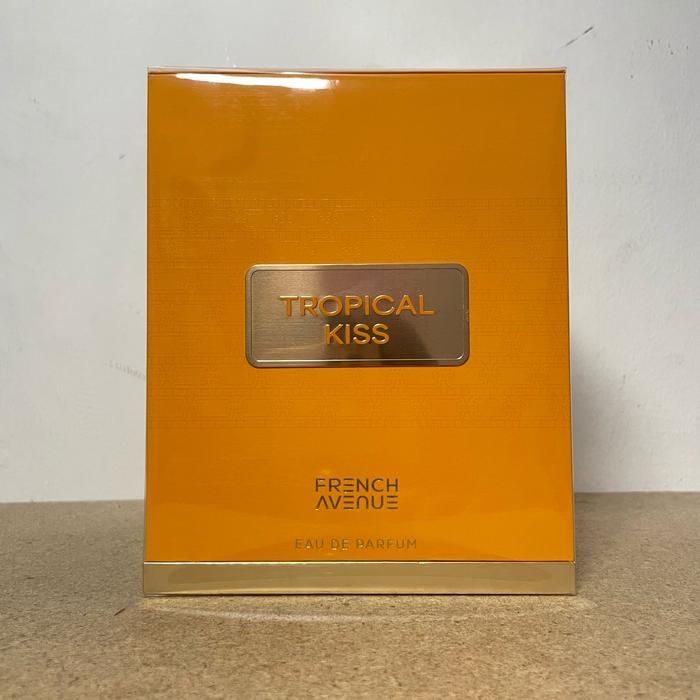 TROPICAL
KISS
FRENCH
AVENUE
EAU DE PARFUM